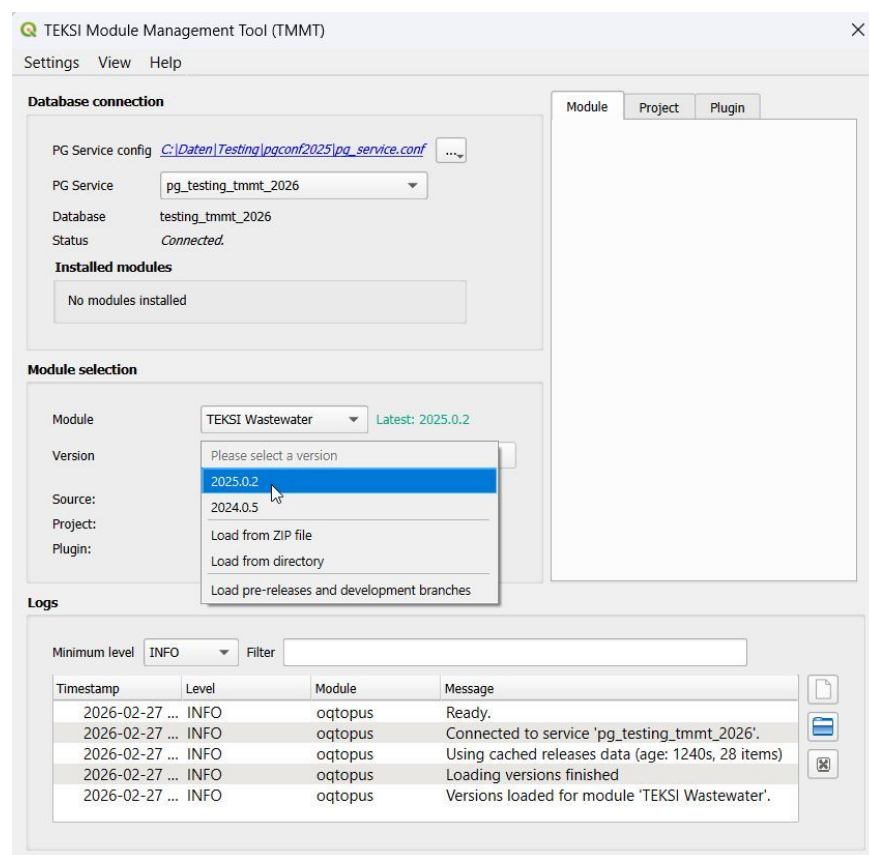 TEKSI Module Management Tool (TMMT)
Settings View Help
Database connection
PG Service config C:\Daten\Testing\pgconf2025\pg_service.conf ...
PG Service pg_testing_tmmt_2026
Database testing_tmmt_2026
Status Connected.
Installed modules
No modules installed
Module Project Plugin
Module selection
Module TEKSI Wastewater Latest: 2025.0.2
Version Please select a version
2025.0.2
2024.0.5
Load from ZIP file
Load from directory
Load pre-releases and development branches
Source:
Project:
Plugin:
Logs
Minimum level INFO Filter
Timestamp Level Module Message
2026-02-27 ... INFO oqtopus Ready.
2026-02-27 ... INFO oqtopus Connected to service 'pg_testing_tmmt_2026'.
2026-02-27 ... INFO oqtopus Using cached releases data (age: 1240s, 28 items)
2026-02-27 ... INFO oqtopus Loading versions finished
2026-02-27 ... INFO oqtopus Versions loaded for module 'TEKSI Wastewater'.